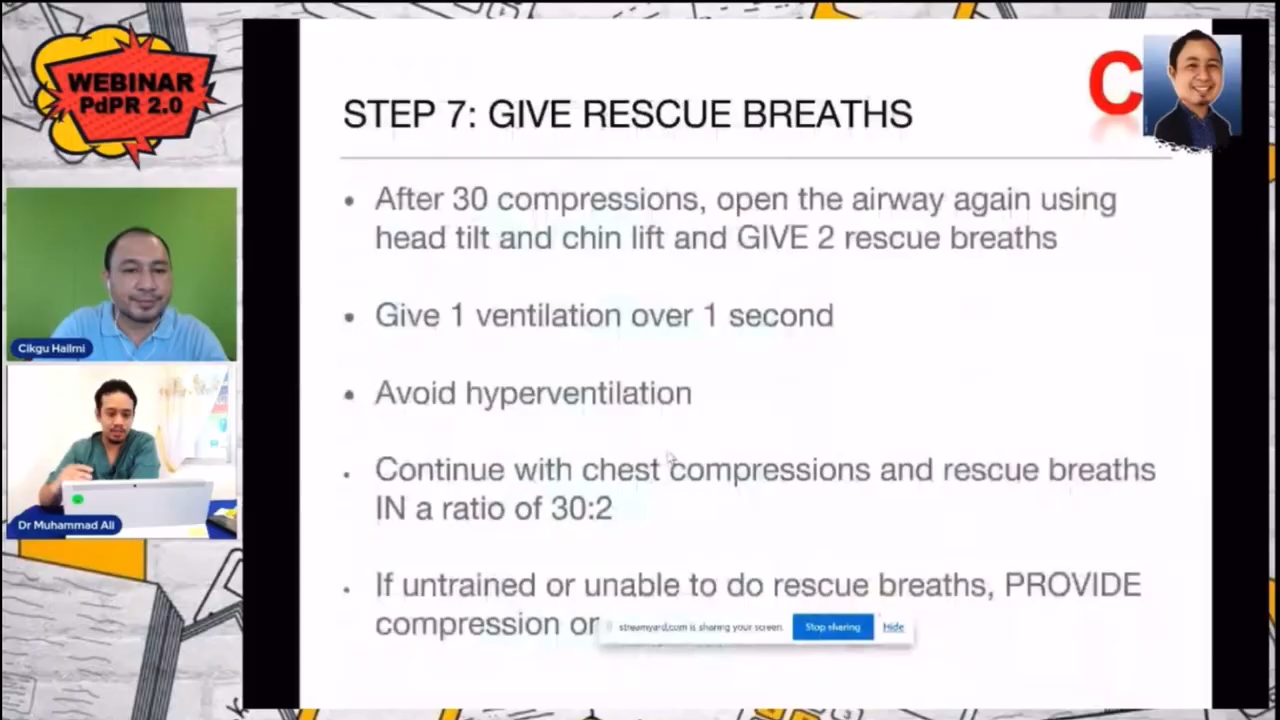 WEBINAR
PdPR 2.0
C
STEP 7: GIVE RESCUE BREATHS
• After 30 compressions, open the airway again using
head tilt and chin lift and GIVE 2 rescue breaths
• Give 1 ventilation over 1 second
• Avoid hyperventilation
• Continue with chest compressions and rescue breaths
IN a ratio of 30:2
• If untrained or unable to do rescue breaths, PROVIDE
compression
streamyard.com is sharing your screen.
Stop sharing
Hide
Cikgu Hailmi
Dr Muhammad Ali